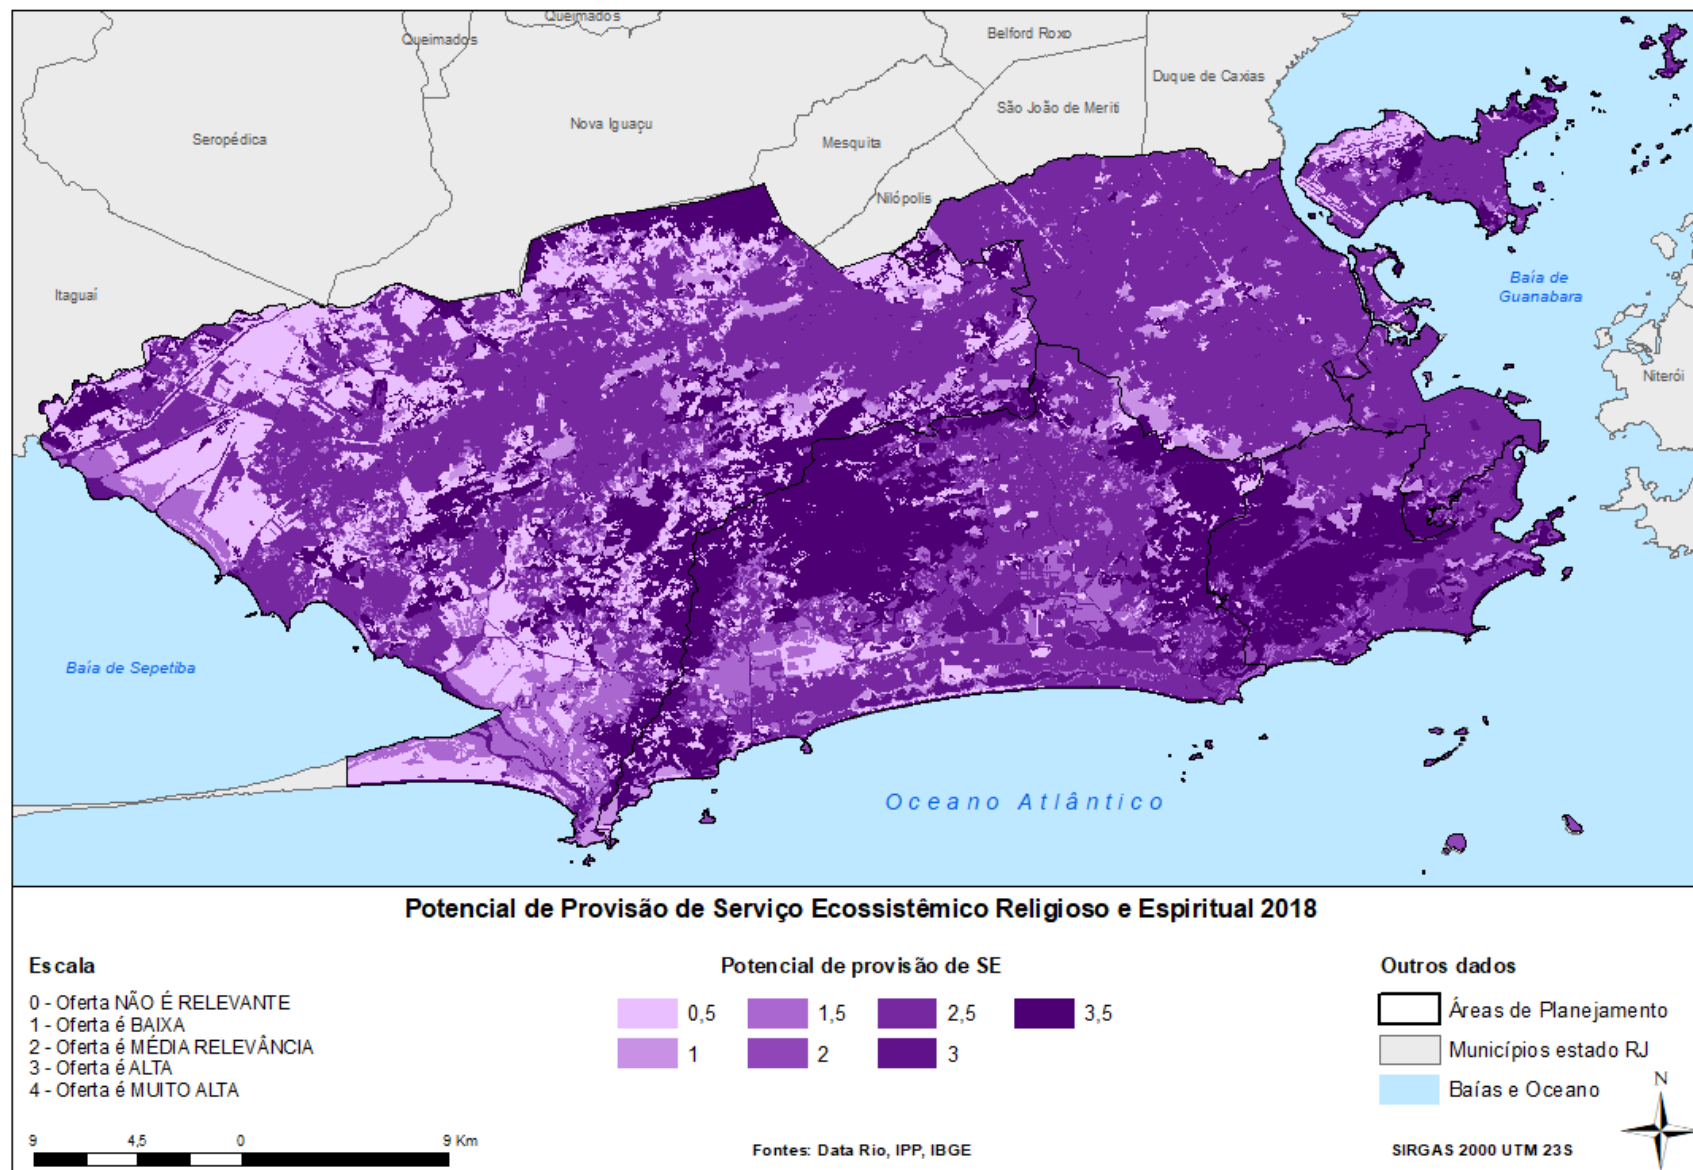 Queimados
Queimados
Belford Roxo
Duque de Caxias
São João de Meriti
Nova Iguaçu
Seropédica
Mesquita
Nilópolis
Itaguaí
Baía de
Guanabara
Niterói
Baía de Sepetiba
Oceano Atlântico
Potencial de Provisão de Serviço Ecossistêmico Religioso e Espiritual 2018
Escala
0 - Oferta NÃO É RELEVANTE
1 - Oferta é BAIXA
2 - Oferta é MÉDIA RELEVÂNCIA
3 - Oferta é ALTA
4 - Oferta é MUITO ALTA
9 4,5 0 9 Km
Potencial de provisão de SE
0,5 1,5 2,5 3,5
1 2 3
Fontes: Data Rio, IPP, IBGE
Outros dados
Áreas de Planejamento
Municípios estado RJ
Baías e Oceano
N
SIRGAS 2000 UTM 23S